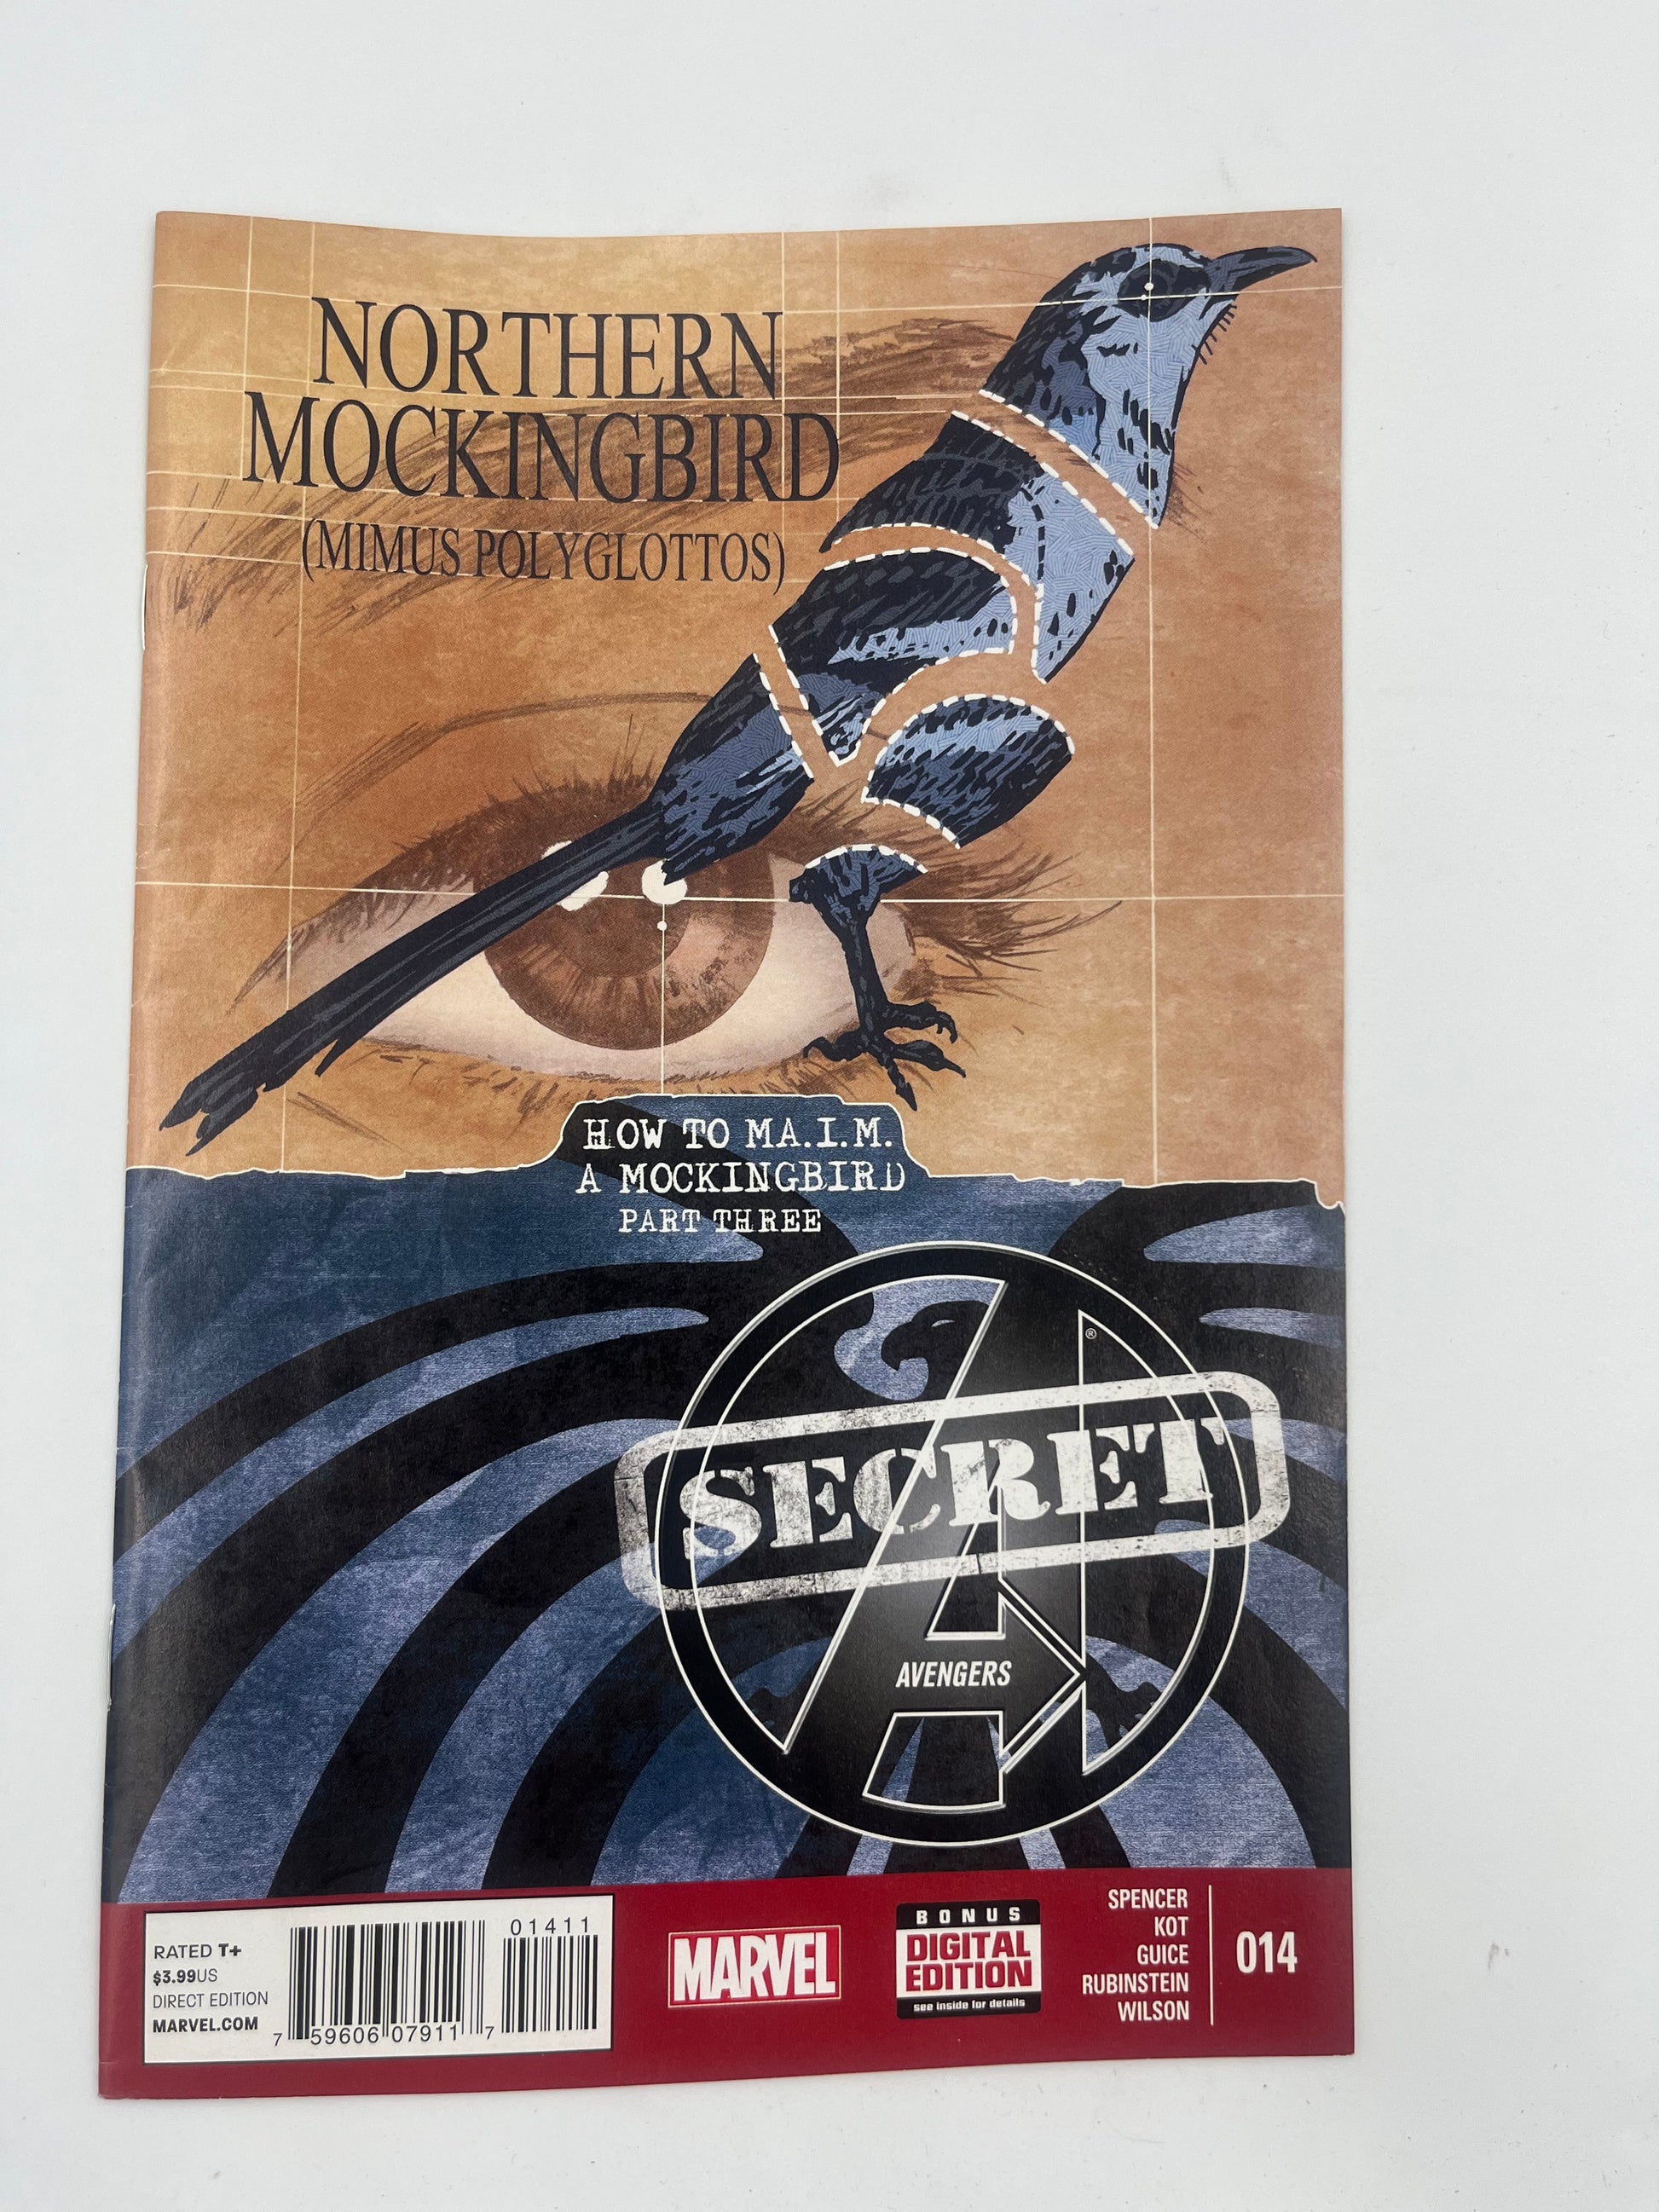 NORTHERN
MOCKINGBIRD
(MIMUS POLYGLOTTOS)
HOW TO MA.I.M.
A MOCKINGBIRD
PART THREE
®
SECRET
AVENGERS
RATED T+
$3.99US
DIRECT EDITION
MARVEL.COM
01411
7 59606 07911 7
MARVEL
BONUS
DIGITAL
EDITION
see inside for details
SPENCER
KOT
GUICE
RUBINSTEIN
WILSON
014